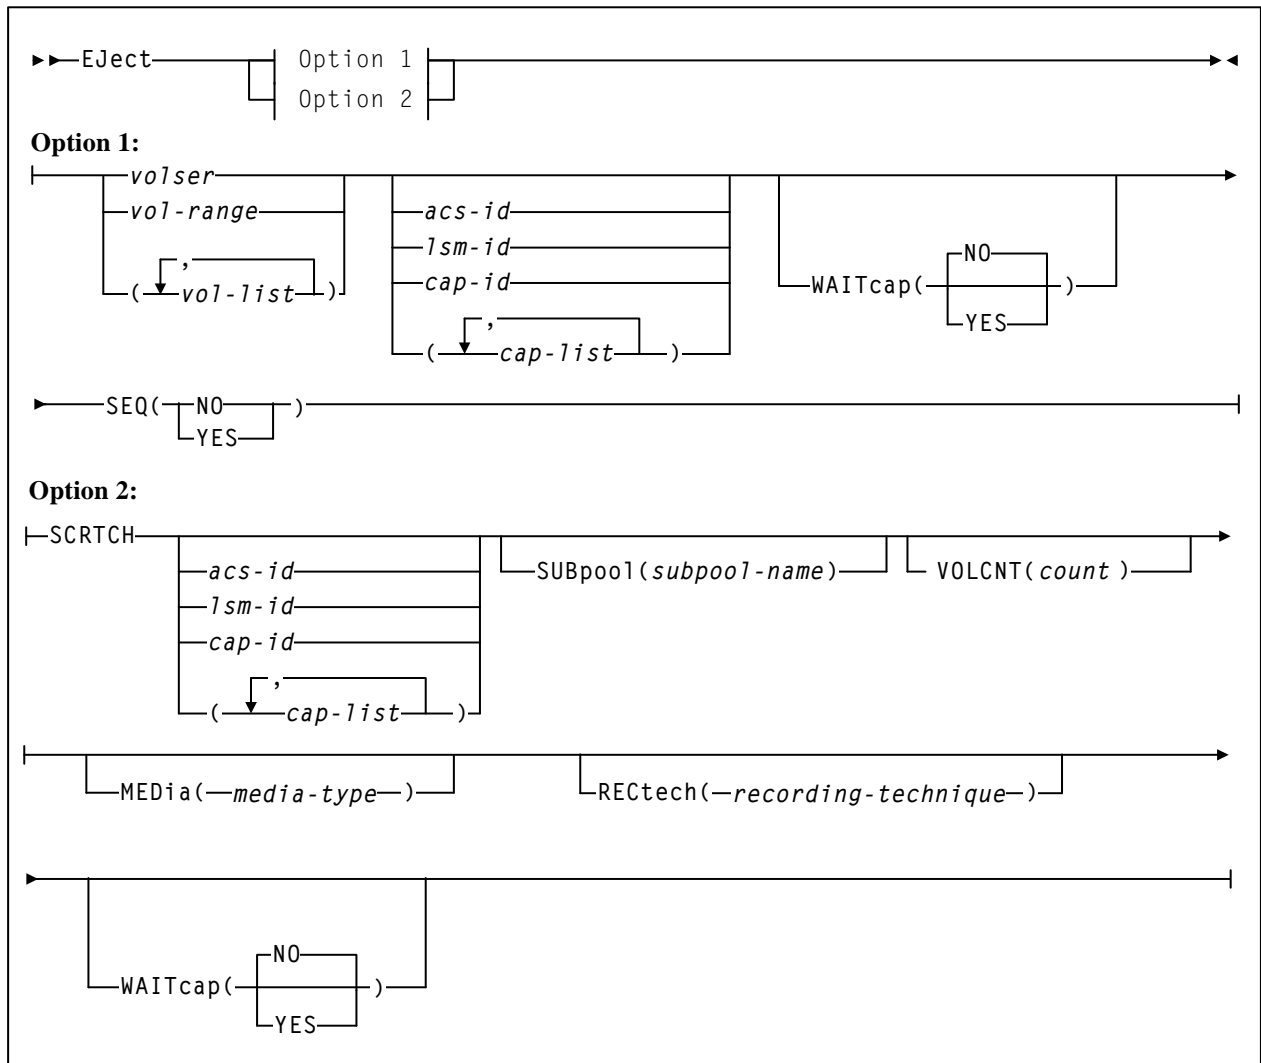 EJect Option 1
Option 2
Option 1:
volser
vol-range
,
( vol-list )
acs-id
lsm-id
cap-id
,
( cap-list )
NO
WAITcap( )
YES
SEQ( NO )
YES
Option 2:
SCRTCH
acs-id
lsm-id
cap-id
,
( cap-list )
SUBpool(subpool-name)
VOLCNT(count )
MEDia( media-type )
RECtech( recording-technique )
NO
WAITcap( )
YES